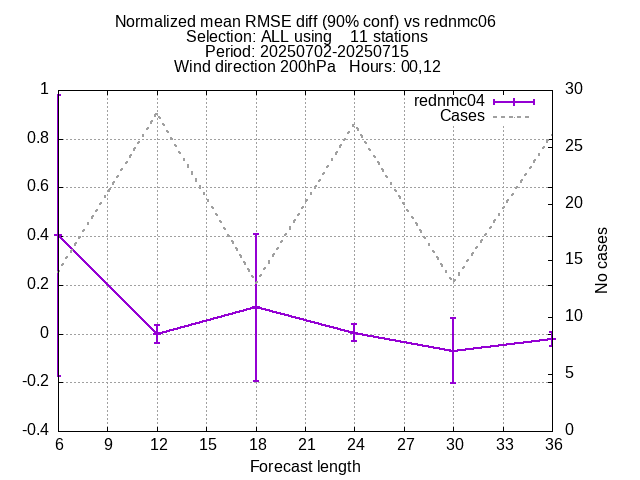 Normalized mean RMSE diff (90% conf) vs rednmc06
Selection: ALL using    11 stations
Period: 20250702-20250715
Wind direction 200hPa   Hours: 00,12
rednmc04
Cases
1
0.8
0.6
0.4
0.2
0
-0.2
-0.4
30
25
20
15
10
5
0
No cases
6 9 12 15 18 21 24 27 30 33 36
Forecast length